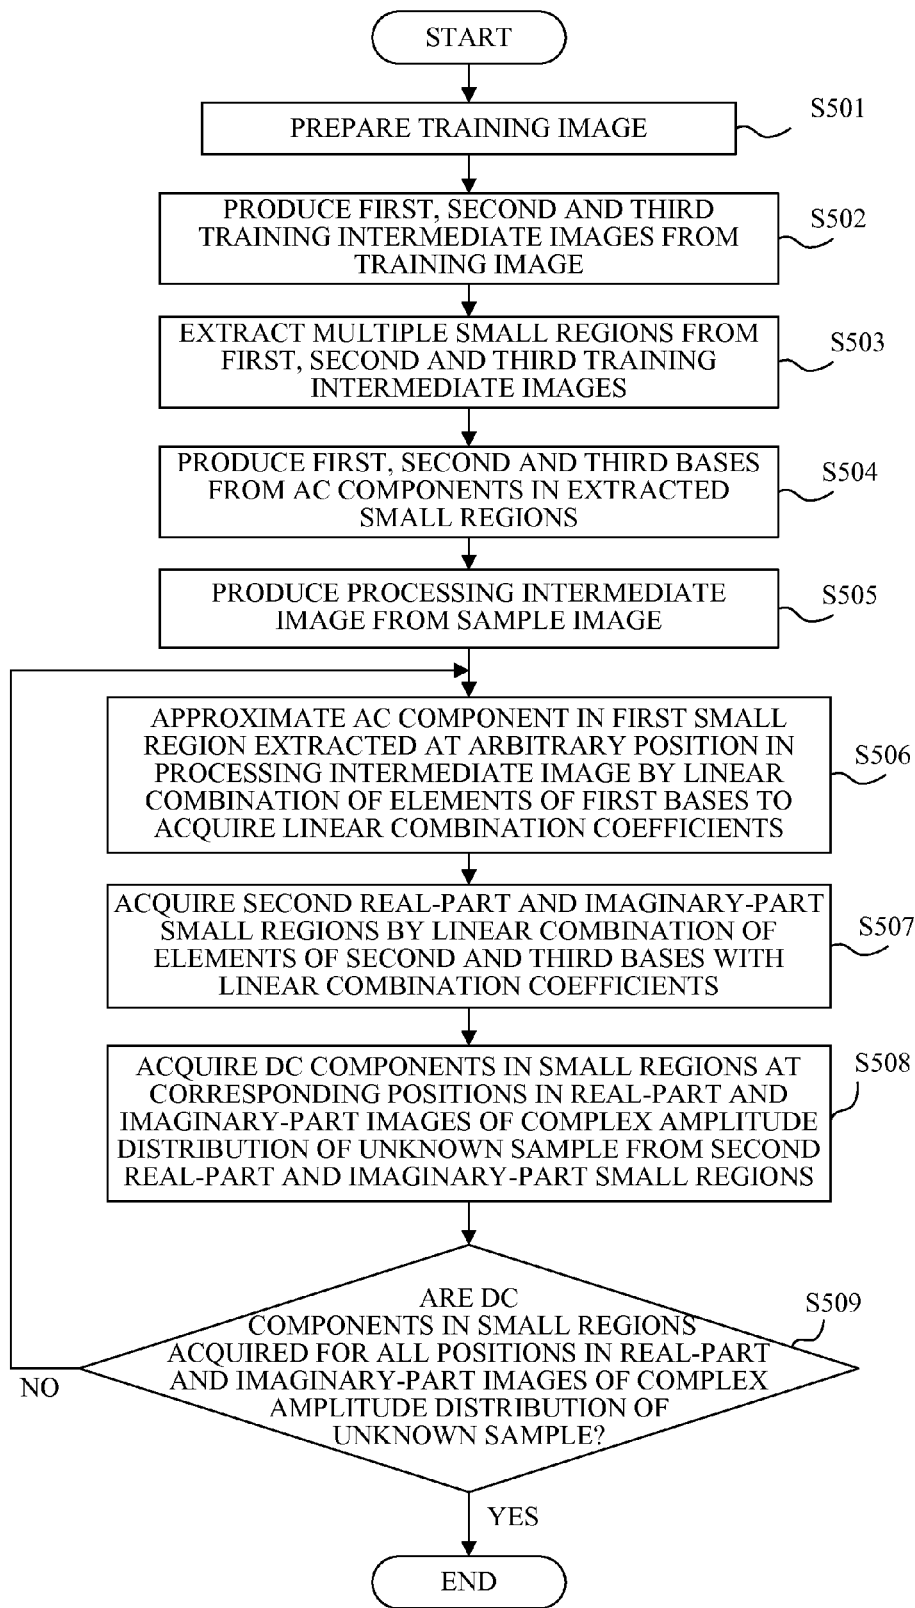 START
PREPARE TRAINING IMAGE
S501
PRODUCE FIRST, SECOND AND THIRD
TRAINING INTERMEDIATE IMAGES FROM
TRAINING IMAGE
S502
EXTRACT MULTIPLE SMALL REGIONS FROM
FIRST, SECOND AND THIRD TRAINING
INTERMEDIATE IMAGES
S503
PRODUCE FIRST, SECOND AND THIRD BASES
FROM AC COMPONENTS IN EXTRACTED
SMALL REGIONS
S504
PRODUCE PROCESSING INTERMEDIATE
IMAGE FROM SAMPLE IMAGE
S505
APPROXIMATE AC COMPONENT IN FIRST SMALL
REGION EXTRACTED AT ARBITRARY POSITION IN
PROCESSING INTERMEDIATE IMAGE BY LINEAR
COMBINATION OF ELEMENTS OF FIRST BASES TO
ACQUIRE LINEAR COMBINATION COEFFICIENTS
S506
ACQUIRE SECOND REAL-PART AND IMAGINARY-PART
SMALL REGIONS BY LINEAR COMBINATION OF
ELEMENTS OF SECOND AND THIRD BASES WITH
LINEAR COMBINATION COEFFICIENTS
S507
ACQUIRE DC COMPONENTS IN SMALL REGIONS AT
CORRESPONDING POSITIONS IN REAL-PART AND
IMAGINARY-PART IMAGES OF COMPLEX AMPLITUDE
DISTRIBUTION OF UNKNOWN SAMPLE FROM SECOND
REAL-PART AND IMAGINARY-PART SMALL REGIONS
S508
ARE DC
COMPONENTS IN SMALL REGIONS
ACQUIRED FOR ALL POSITIONS IN REAL-PART
AND IMAGINARY-PART IMAGES OF COMPLEX
AMPLITUDE DISTRIBUTION OF
UNKNOWN SAMPLE?
S509
NO
YES
END